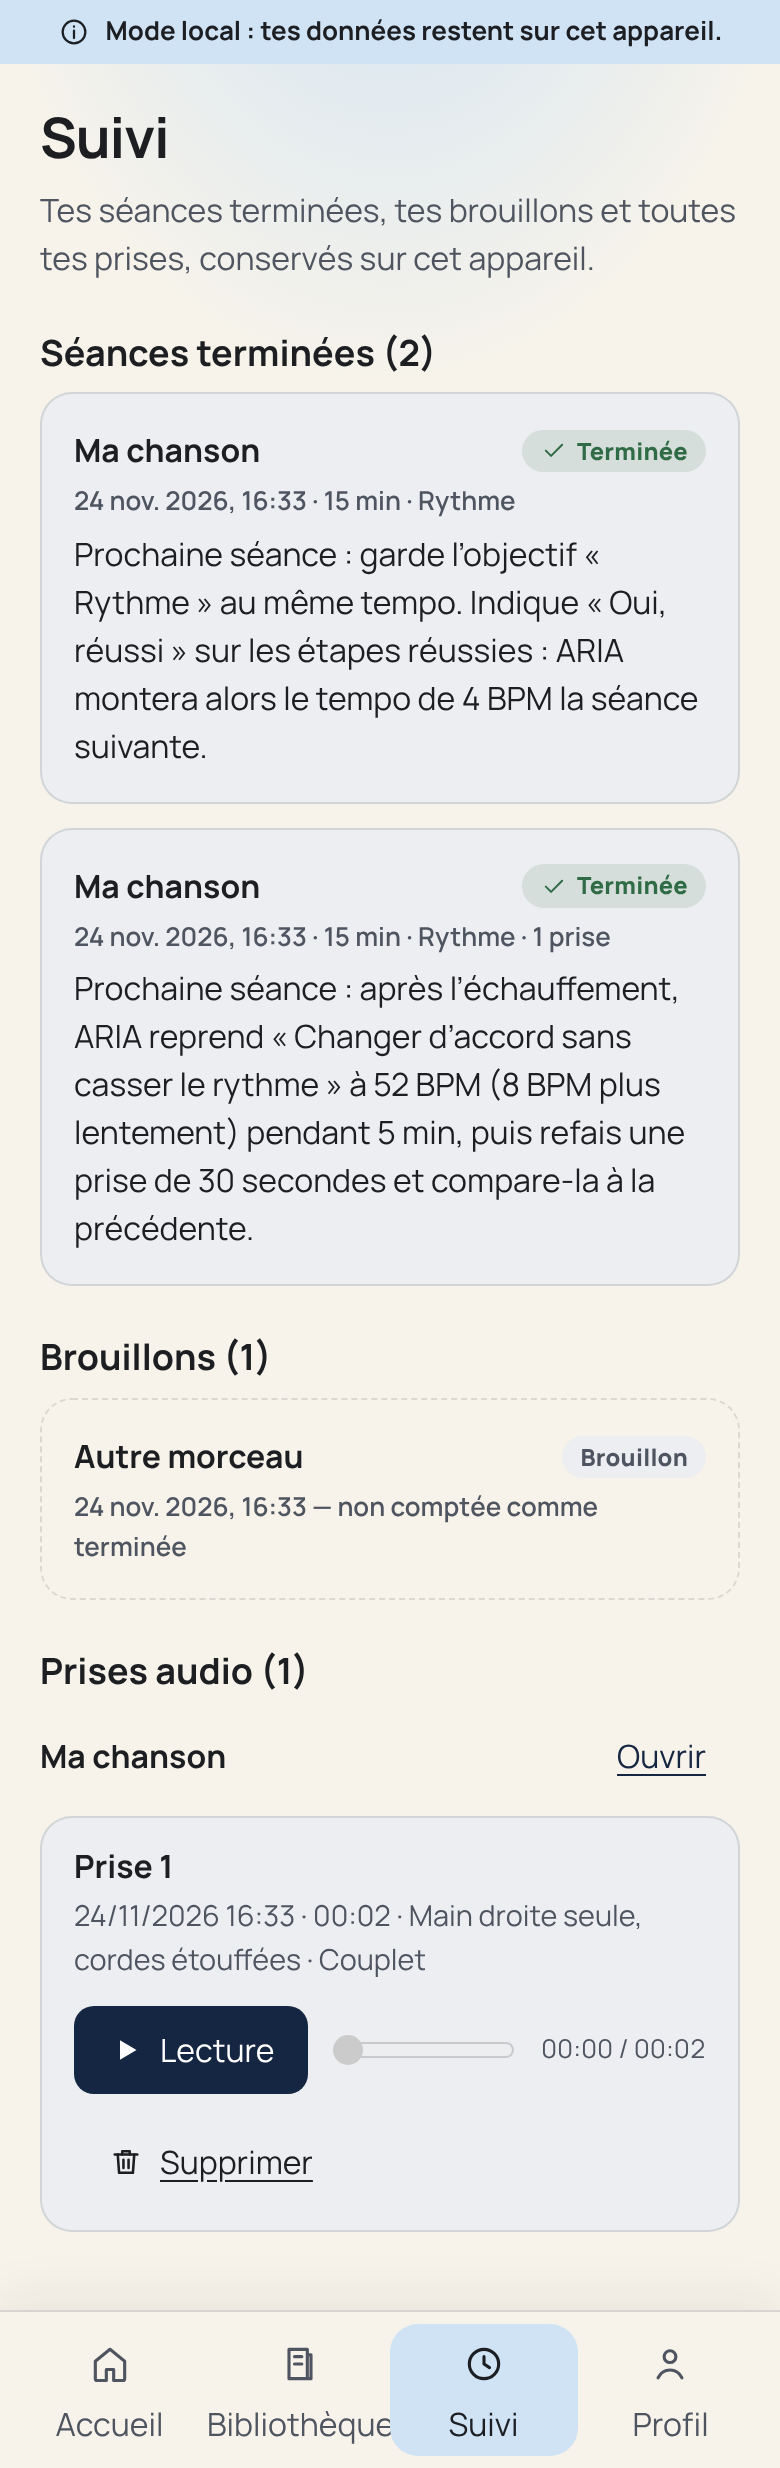 Mode local : tes données restent sur cet appareil.
Suivi
Tes séances terminées, tes brouillons et toutes
tes prises, conservés sur cet appareil.
Séances terminées (2)
Ma chanson
Terminée
24 nov. 2026, 16:33 · 15 min · Rythme
Prochaine séance : garde l’objectif «
Rythme » au même tempo. Indique « Oui,
réussi » sur les étapes réussies : ARIA
montera alors le tempo de 4 BPM la séance
suivante.
Ma chanson
Terminée
24 nov. 2026, 16:33 · 15 min · Rythme · 1 prise
Prochaine séance : après l’échauffement,
ARIA reprend « Changer d’accord sans
casser le rythme » à 52 BPM (8 BPM plus
lentement) pendant 5 min, puis refais une
prise de 30 secondes et compare-la à la
précédente.
Brouillons (1)
Autre morceau
Brouillon
24 nov. 2026, 16:33 — non comptée comme
terminée
Prises audio (1)
Ma chanson
Ouvrir
Prise 1
24/11/2026 16:33 · 00:02 · Main droite seule,
cordes étouffées · Couplet
Lecture
00:00 / 00:02
Supprimer
Accueil
Bibliothèque
Suivi
Profil